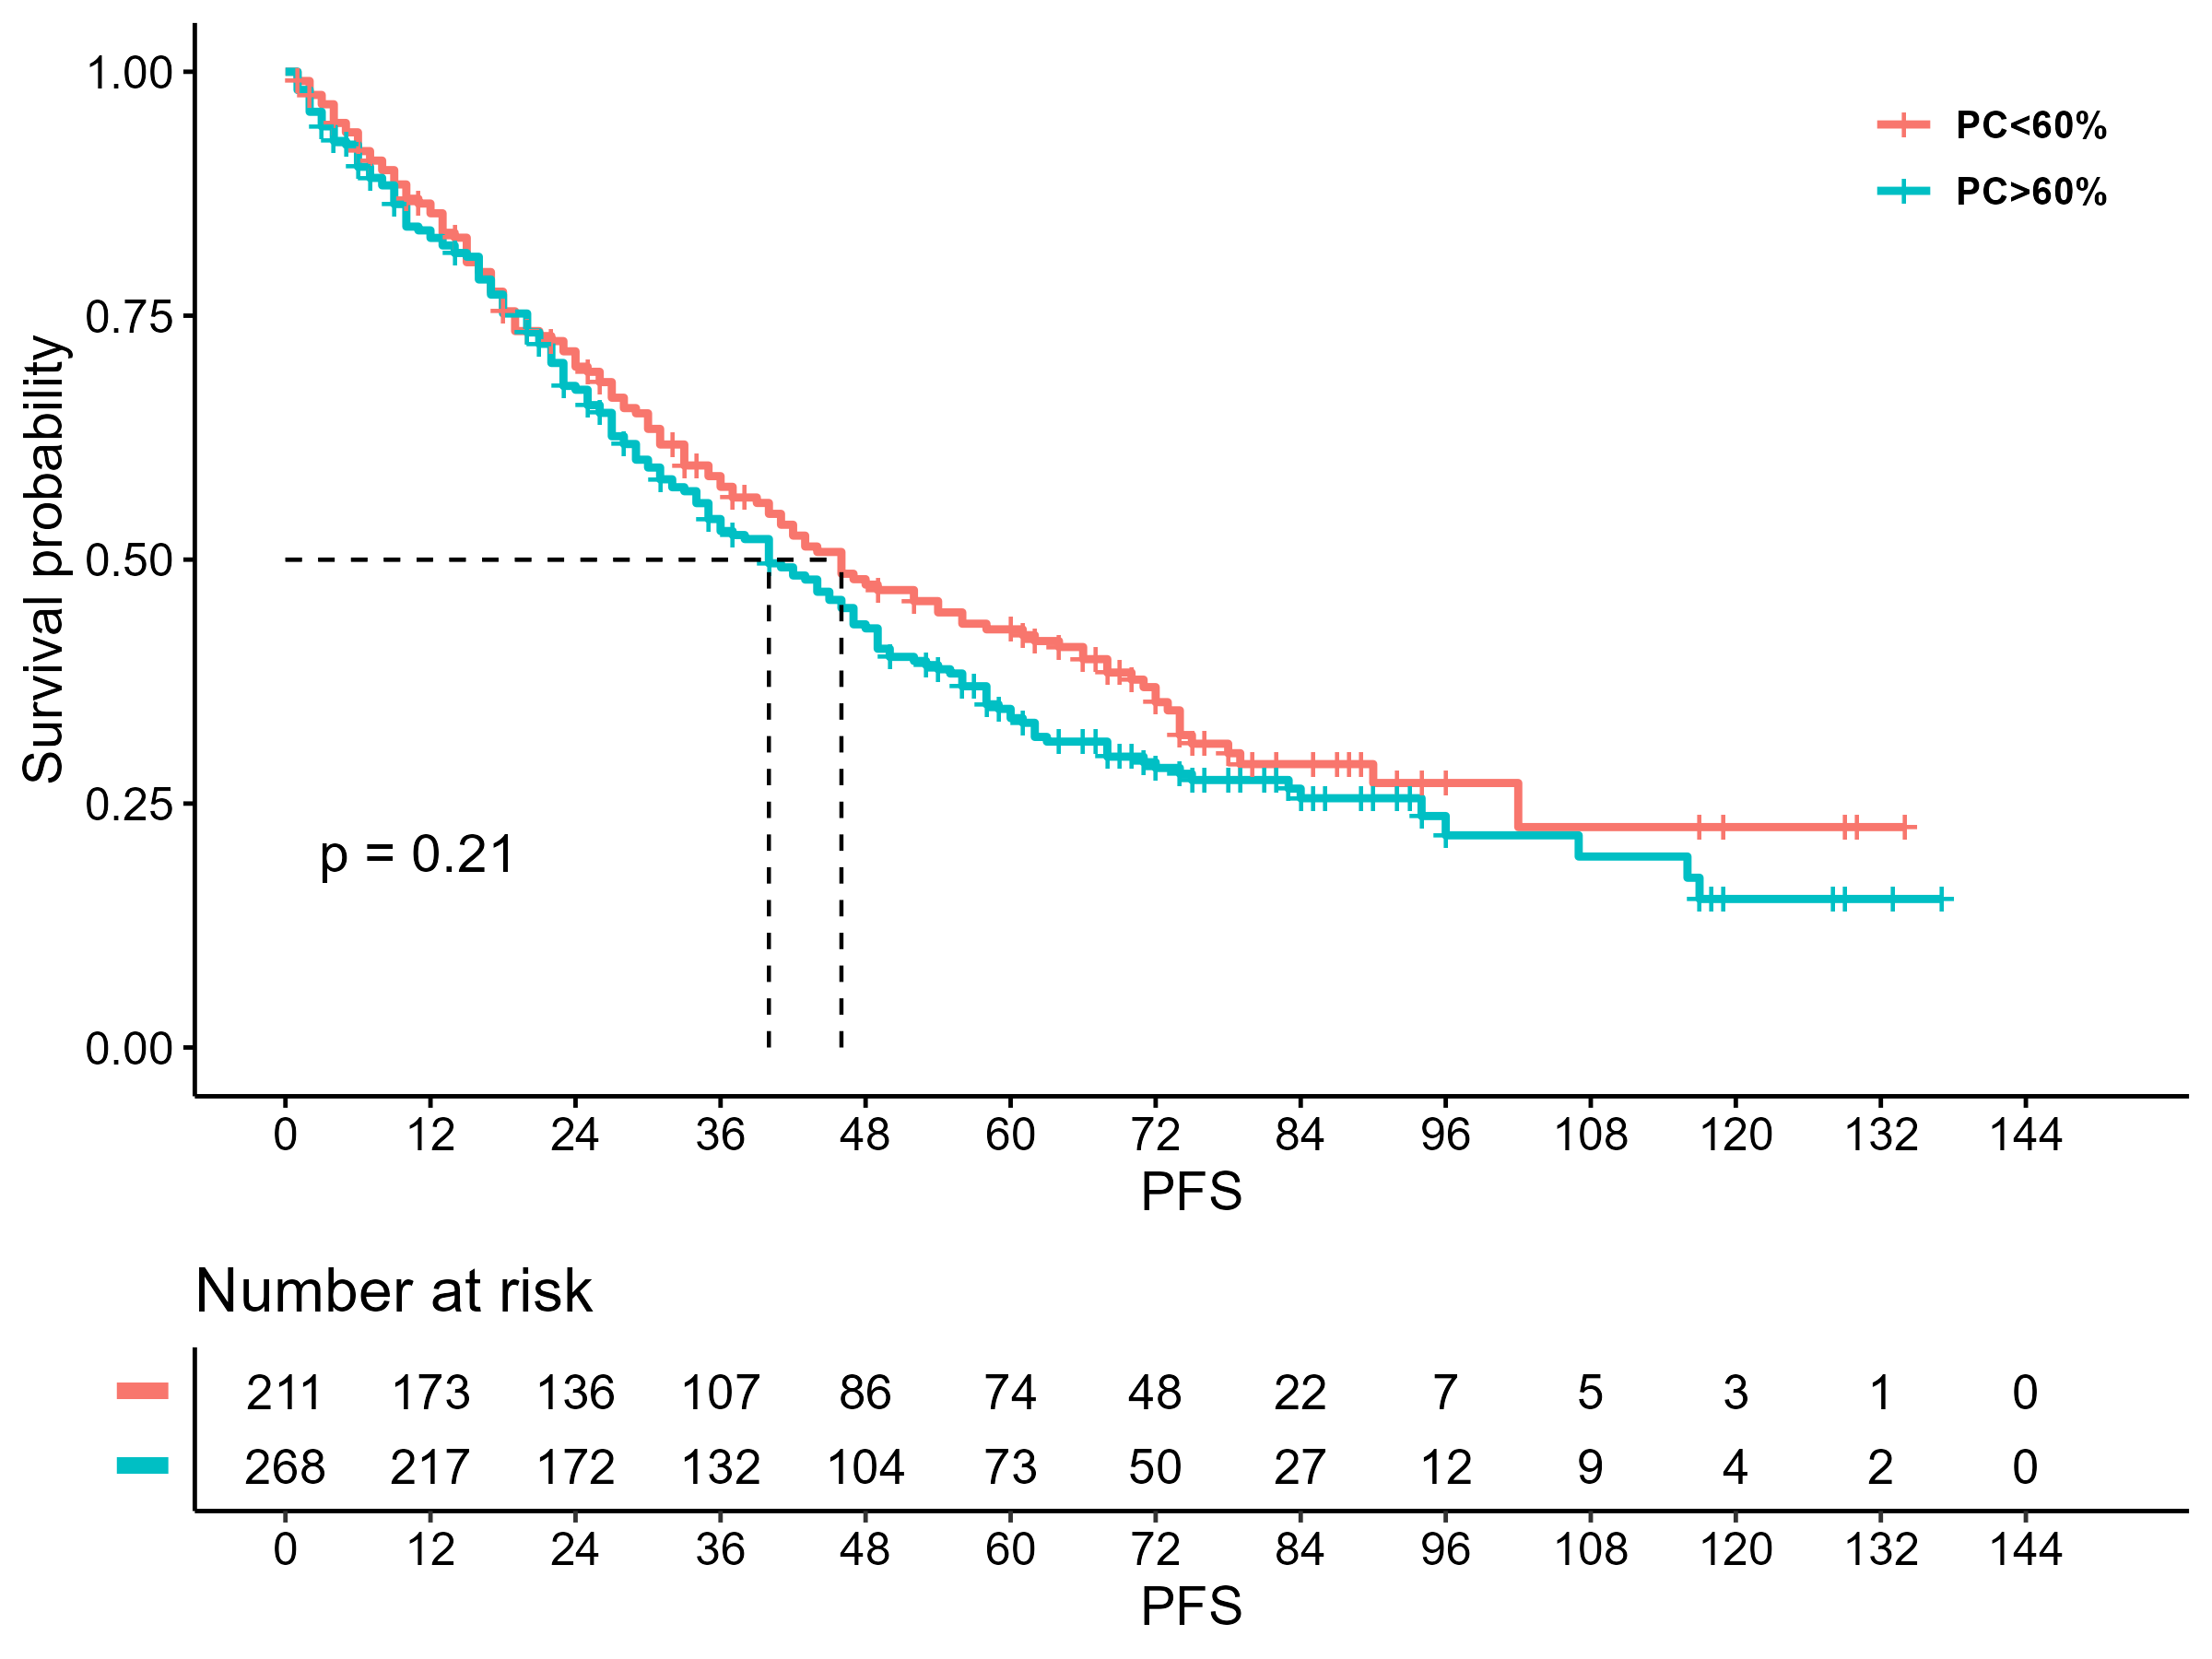 1.00
0.75
0.50
0.25
0.00
Survival probability
PC<60%
PC>60%
p = 0.21
0 12 24 36 48 60 72 84 96 108 120 132 144
PFS
Number at risk
211 173 136 107 86 74 48 22 7 5 3 1 0
268 217 172 132 104 73 50 27 12 9 4 2 0
0 12 24 36 48 60 72 84 96 108 120 132 144
PFS